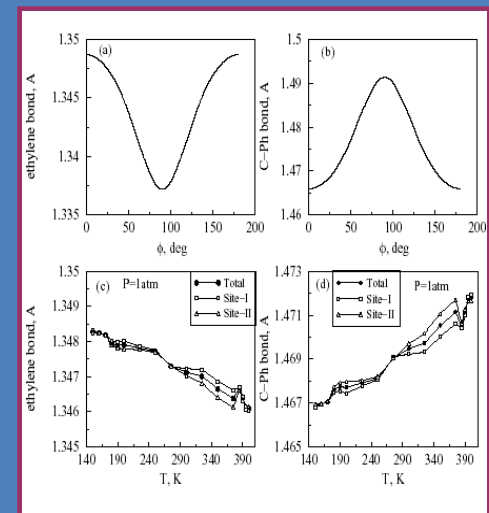 (a)
ethylene bond, A
1.35
1.345
1.34
1.335
0 50 100 150 200
ϕ, deg
(b)
C−Ph bond, A
1.5
1.49
1.48
1.47
1.46
0 50 100 150 200
ϕ, deg
(c)
P=1atm
Total
Site−I
Site−II
ethylene bond, A
1.35
1.349
1.348
1.347
1.346
1.345
140 190 240 290 340 390
T, K
(d)
P=1atm
Total
Site−I
Site−II
C−Ph bond, A
1.473
1.471
1.469
1.467
1.465
140 190 240 290 340 390
T, K